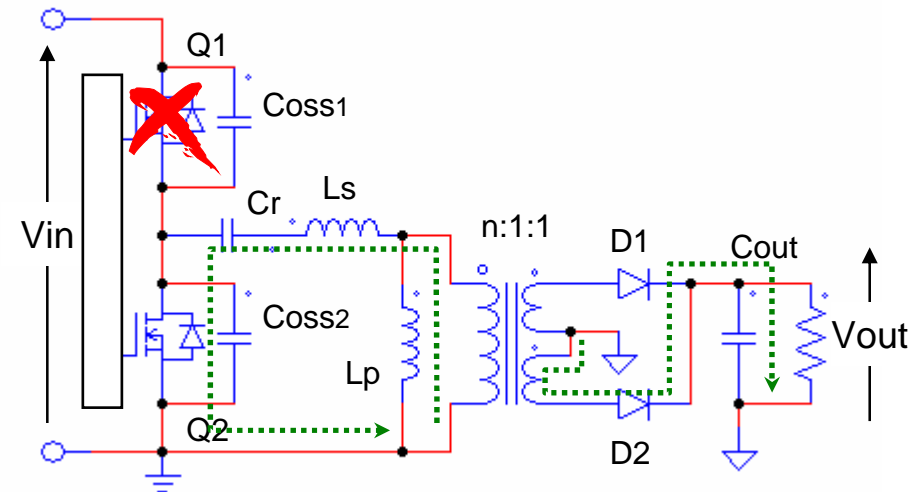 Q1
Coss1
Cr
Ls
n:1:1
D1
Cout
Vin
Coss2
Lp
Vout
Q2
D2